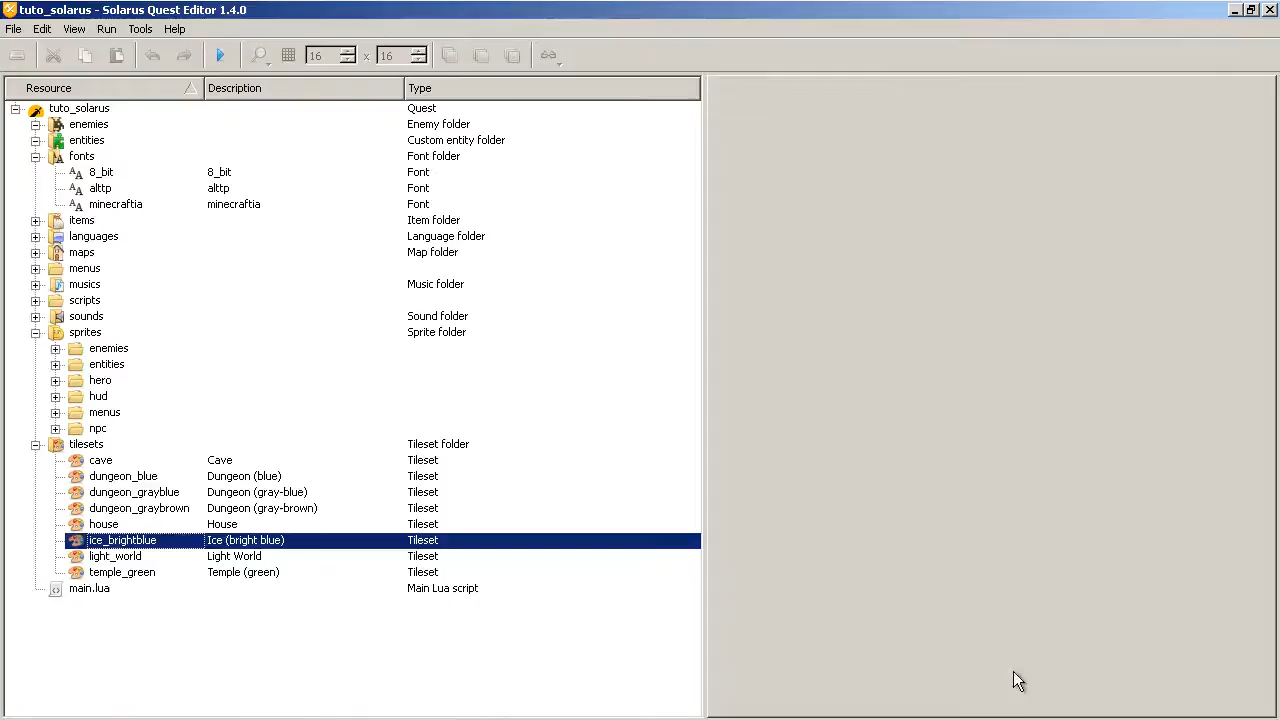 tuto_solarus - Solarus Quest Editor 1.4.0
File Edit View Run Tools Help
16 x 16
Resource Description Type
tuto_solarus Quest
enemies Enemy folder
entities Custom entity folder
fonts Font folder
8_bit 8_bit Font
alttp alttp Font
minecraftia minecraftia Font
items Item folder
languages Language folder
maps Map folder
menus
musics Music folder
scripts
sounds Sound folder
sprites Sprite folder
enemies
entities
hero
hud
menus
npc
tilesets Tileset folder
cave Cave Tileset
dungeon_blue Dungeon (blue) Tileset
dungeon_grayblue Dungeon (gray-blue) Tileset
dungeon_graybrown Dungeon (gray-brown) Tileset
house House Tileset
ice_brightblue Ice (bright blue) Tileset
light_world Light World Tileset
temple_green Temple (green) Tileset
main.lua Main Lua script